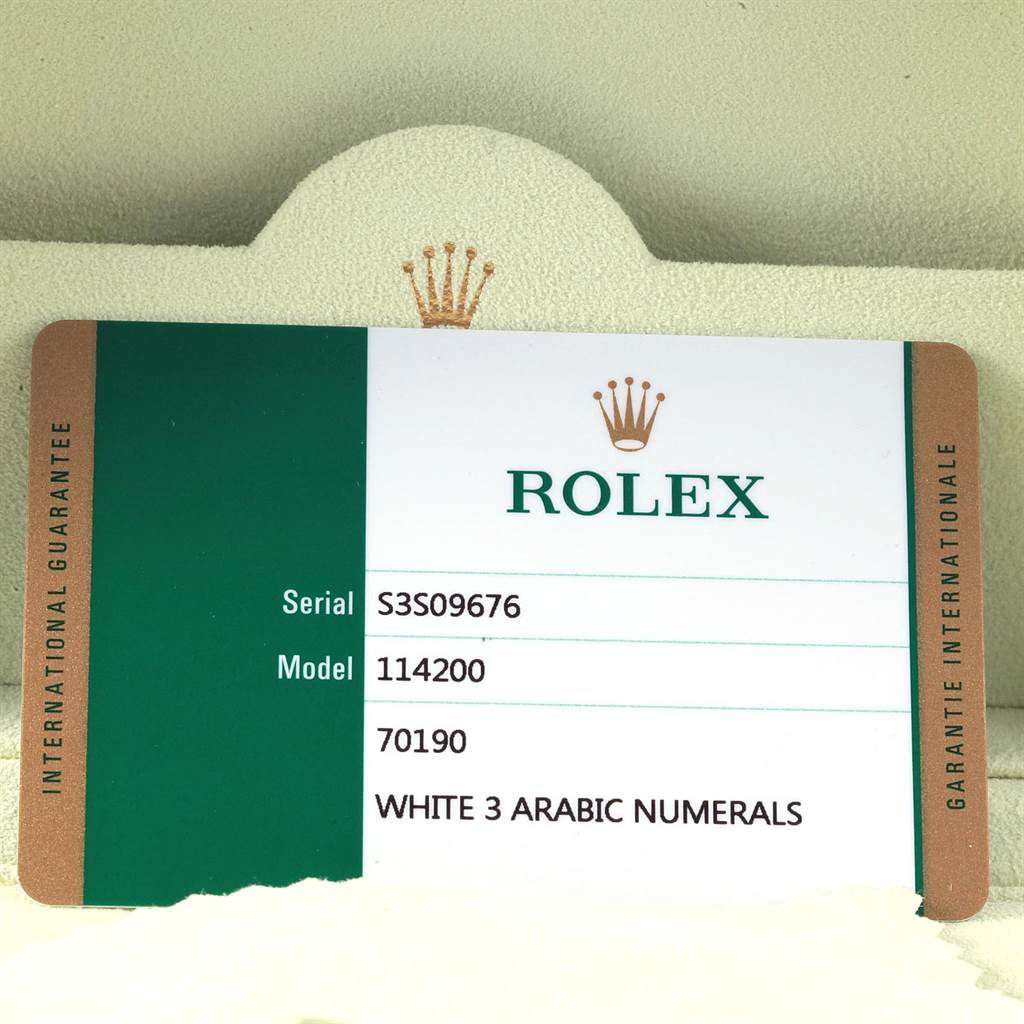 INTERNATIONAL GUARANTEE
ROLEX
Serial S3S09676
Model 114200
70190
WHITE 3 ARABIC NUMERALS
GARANTIE INTERNATIONALE